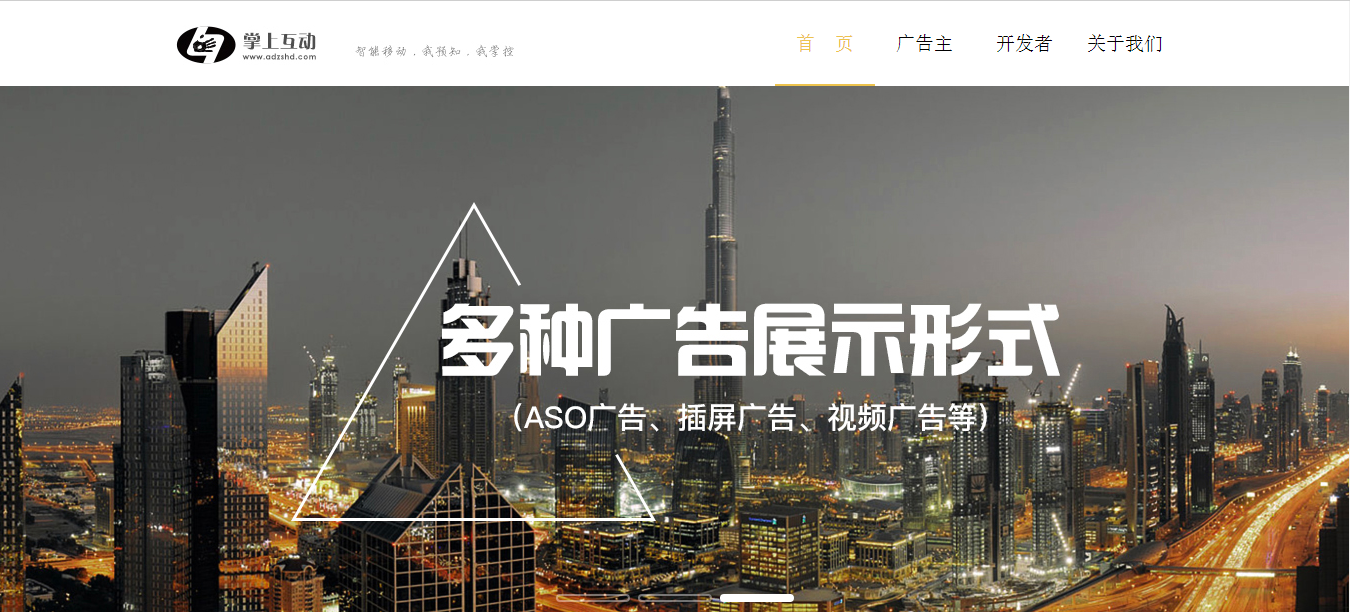 掌上互动
www.adzshd.com
智能移动.我预知.我掌控
首 页 广告主 开发者 关于我们
多种广告展示形式
(ASO广告、插屏广告、视频广告等)